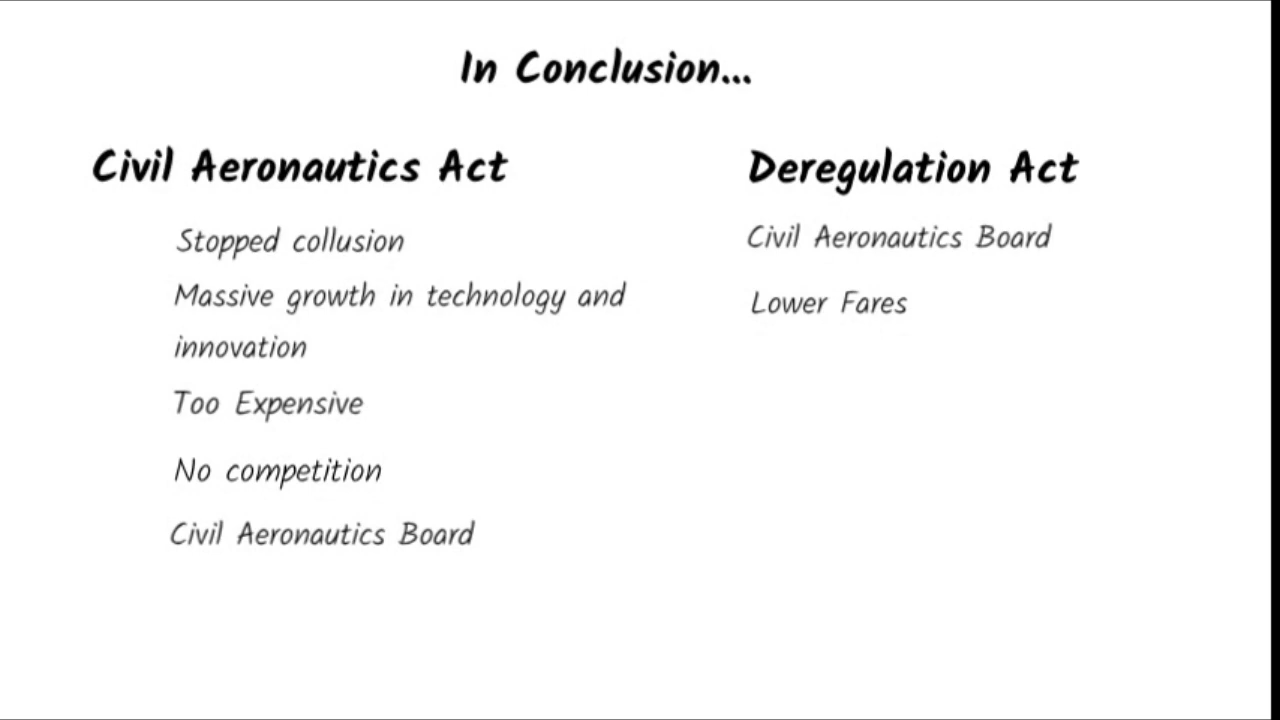 In Conclusion...
Civil Aeronautics Act
Stopped collusion
Massive growth in technology and
innovation
Too Expensive
No competition
Civil Aeronautics Board
Deregulation Act
Civil Aeronautics Board
Lower Fares